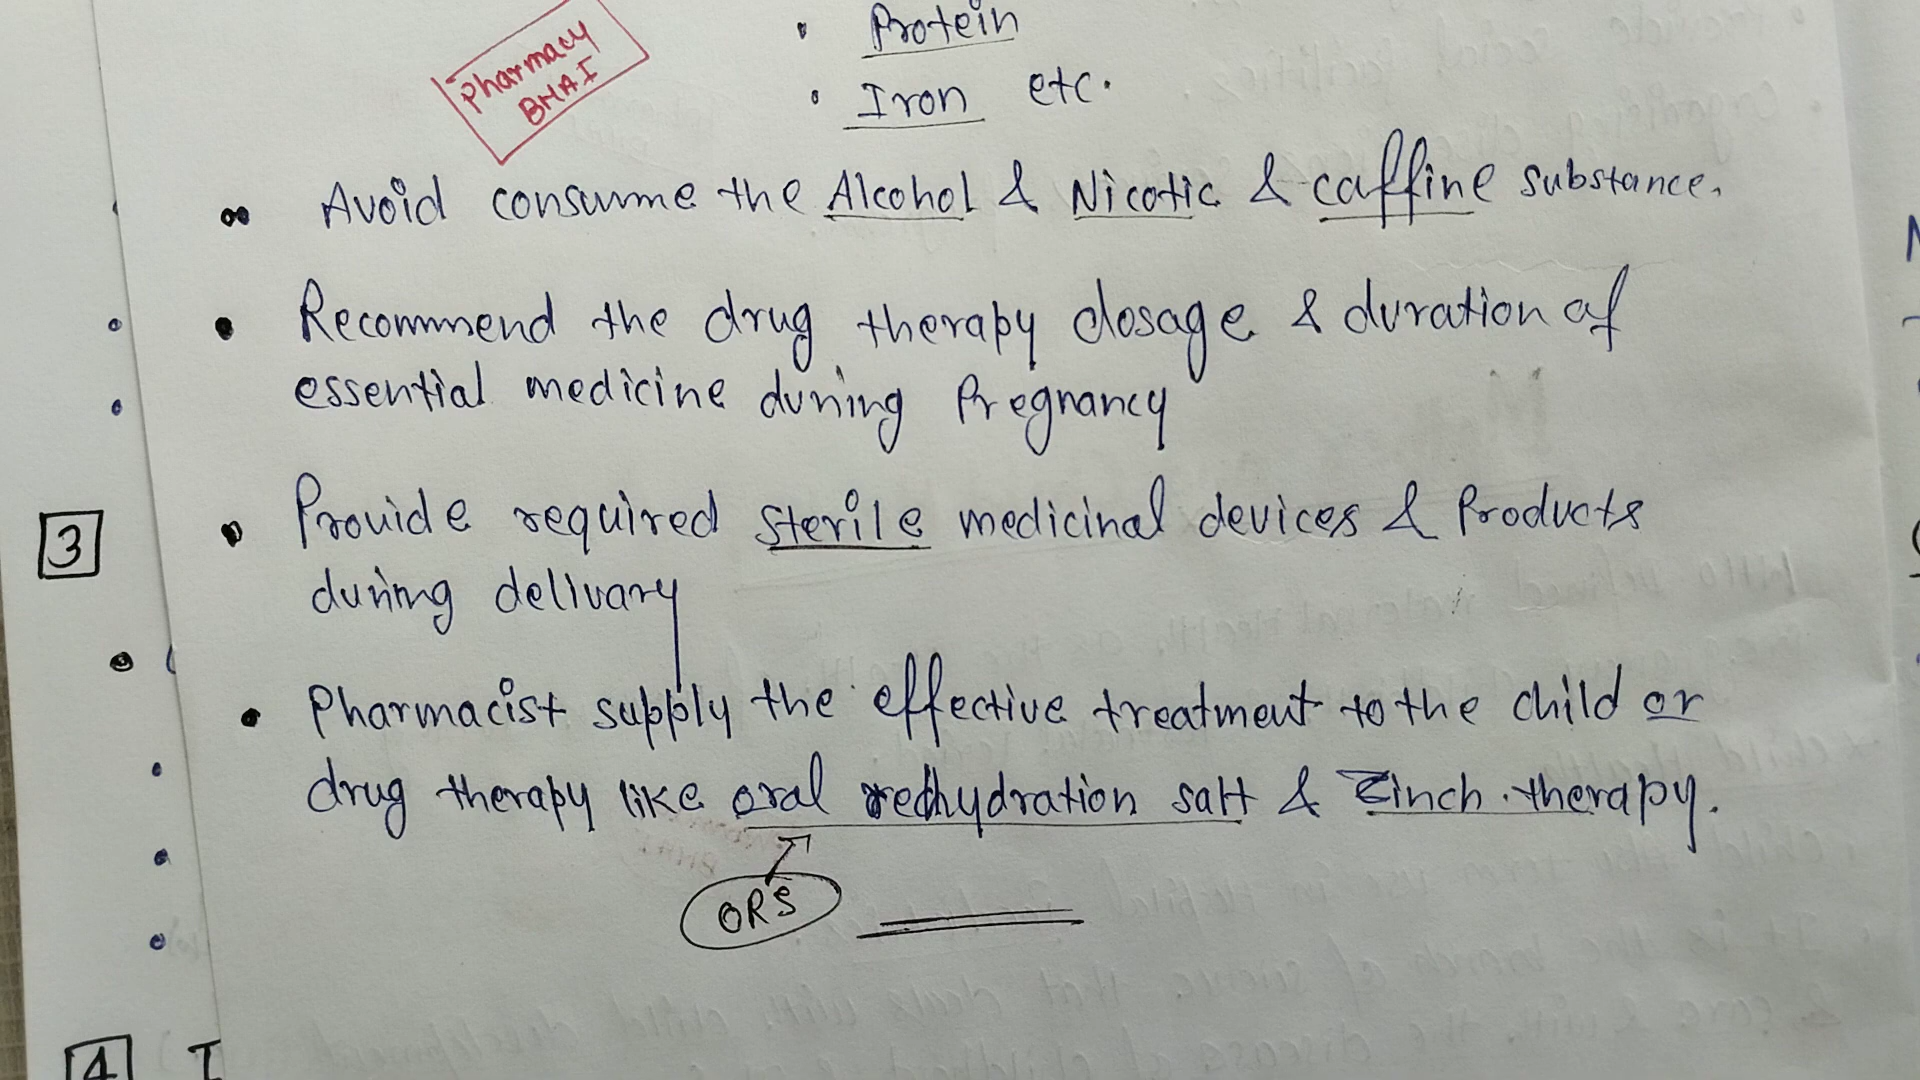 Pharmacy
BHAI
• Protein
• Iron etc.
Avoid consume the Alcohol & Nicotic & caffine substance.
• Recommend the drug therapy dosage & duration of
essential medicine during Pregnancy
3
• Provide required sterile medicinal devices & Products
during delivary
• Pharmacist supply the effective treatment to the child or
drug therapy like oral redhydration salt & Zinch therapy.
ORS
4 I